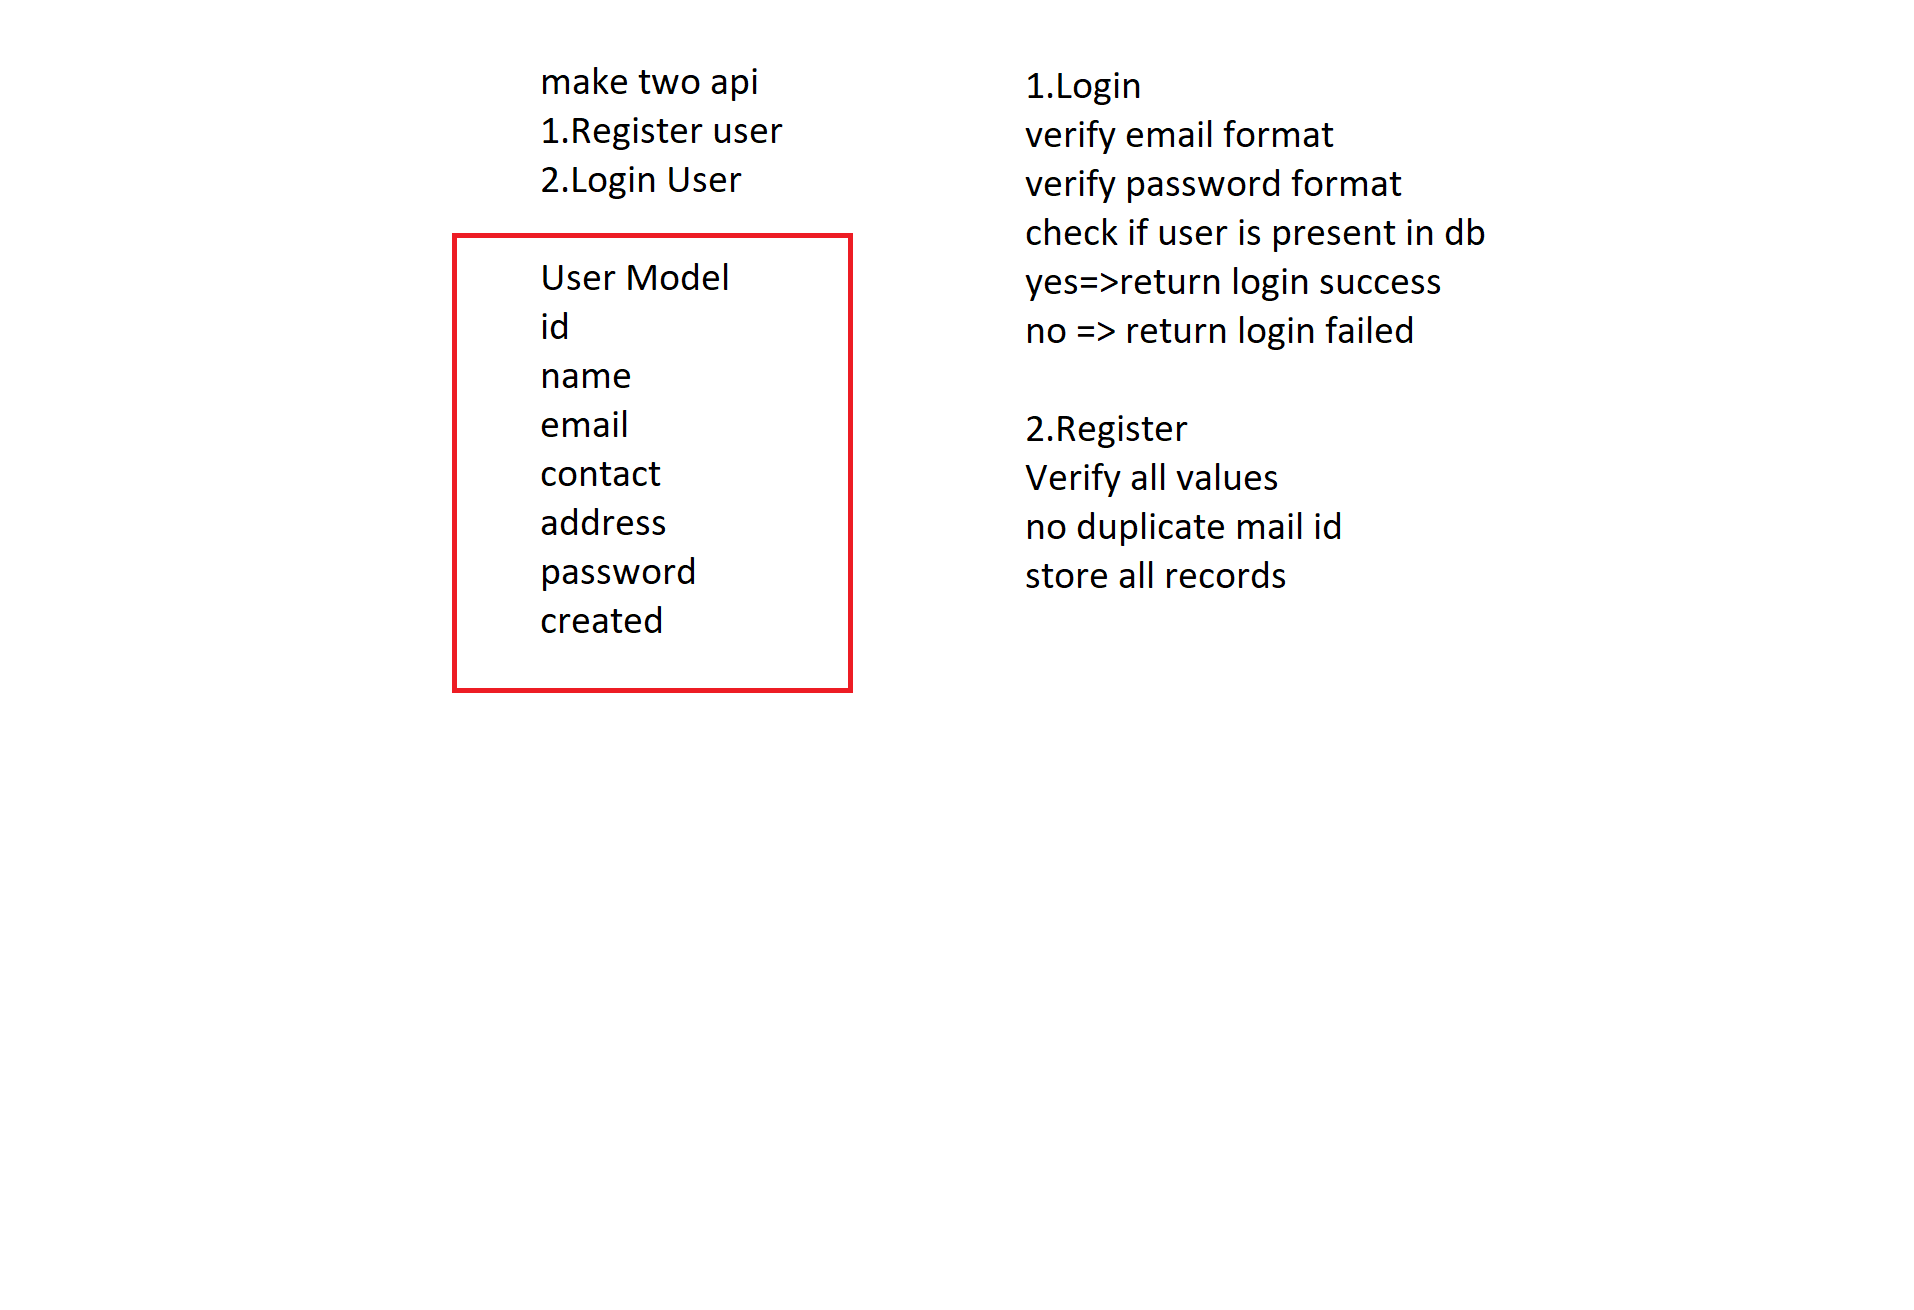 make two api
1.Register user
2.Login User
User Model
id
name
email
contact
address
password
created
1.Login
verify email format
verify password format
check if user is present in db
yes=>return login success
no => return login failed
2.Register
Verify all values
no duplicate mail id
store all records